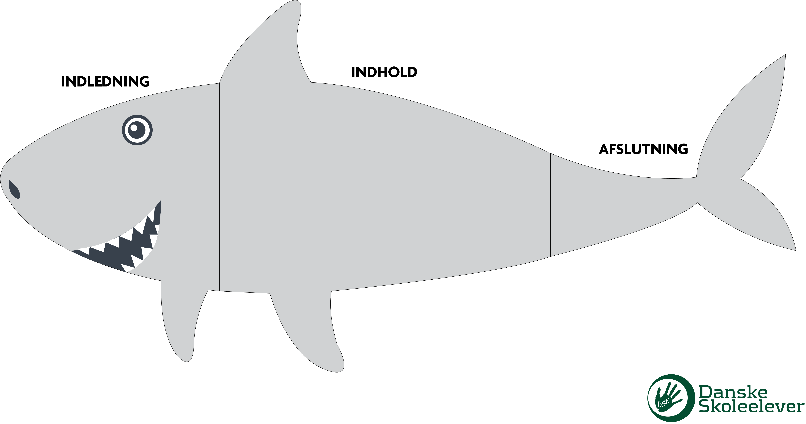 INDLEDNING
INDHOLD
AFSLUTNING
Danske
Skoleelever